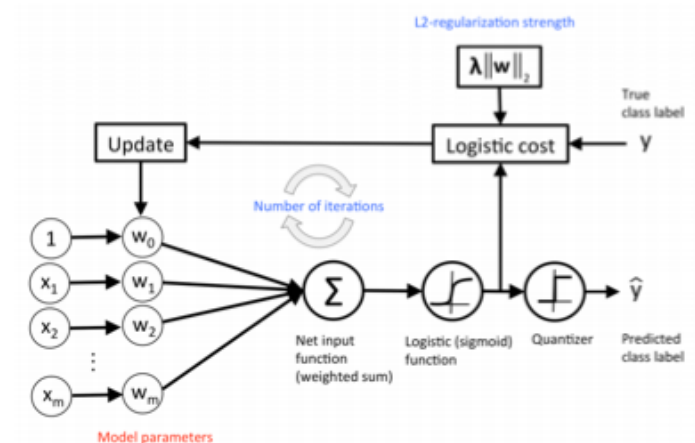 L2-regularization strength
λ‖w‖₂
True
class label
Update
Logistic cost
y
Number of iterations
1
w₀
x₁
w₁
x₂
w₂
⋮
xₘ
wₘ
Σ
ŷ
Net input
function
(weighted sum)
Logistic (sigmoid)
function
Quantizer
Predicted
class label
Model parameters